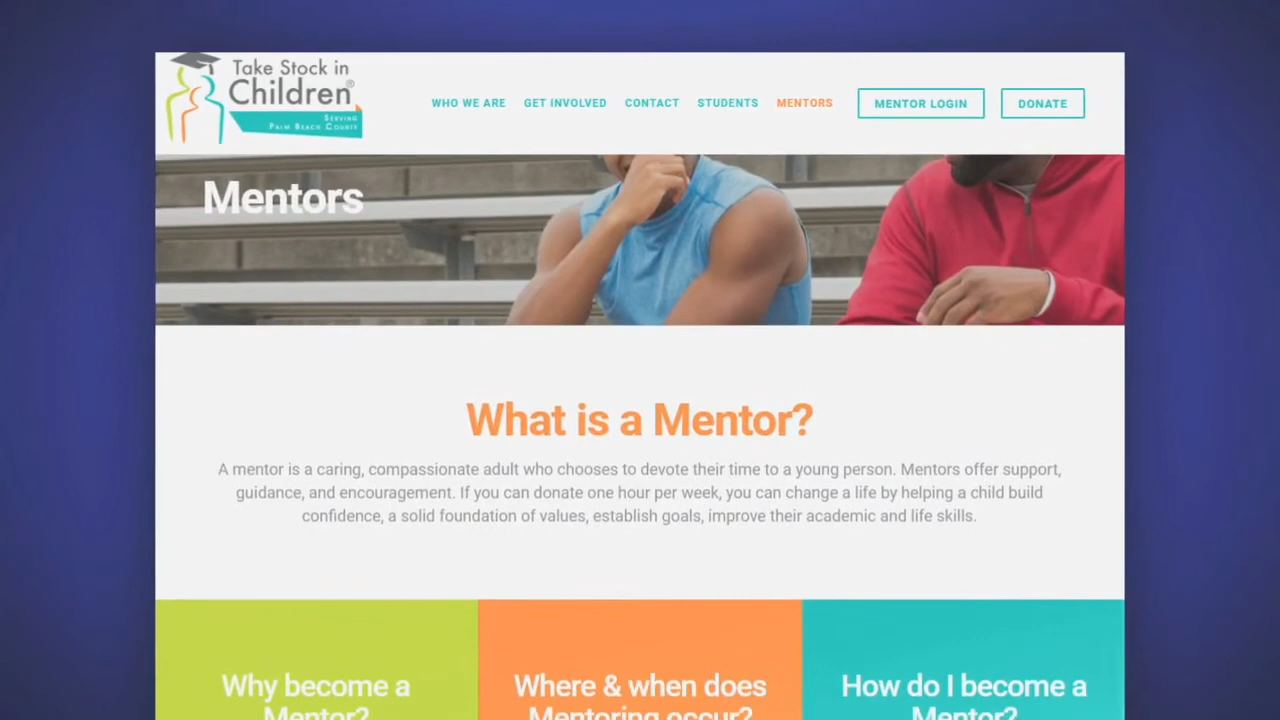 Take Stock in
Children®
Serving
Palm Beach County
WHO WE ARE GET INVOLVED CONTACT STUDENTS MENTORS MENTOR LOGIN DONATE
Mentors
What is a Mentor?
A mentor is a caring, compassionate adult who chooses to devote their time to a young person. Mentors offer support,
guidance, and encouragement. If you can donate one hour per week, you can change a life by helping a child build
confidence, a solid foundation of values, establish goals, improve their academic and life skills.
Why become a
Mentor?
Where & when does
Mentoring occur?
How do I become a
Mentor?